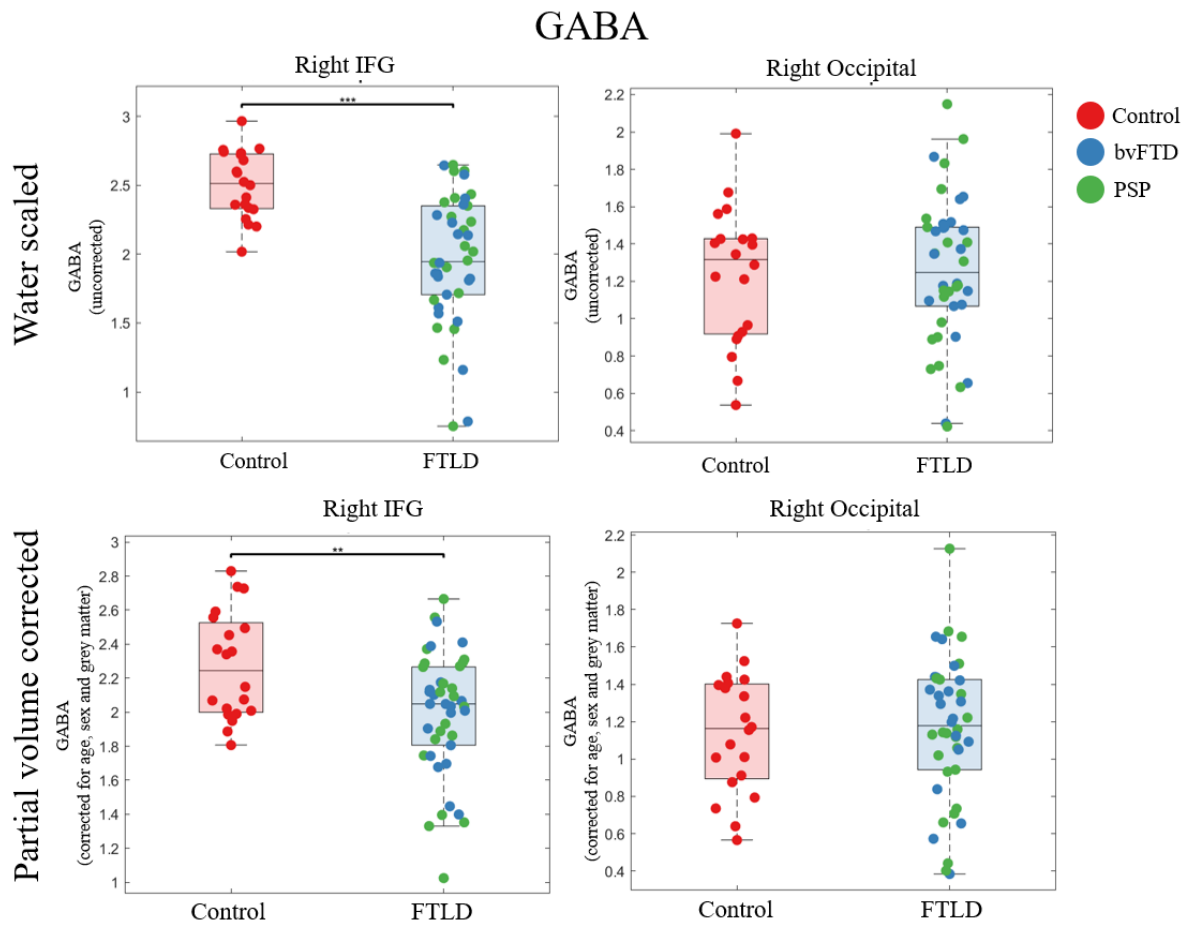 GABA
Right IFG
Right Occipital
Control
bvFTD
PSP
Water scaled
GABA
(uncorrected)
3
2.5
2
1.5
1
***
Control
FTLD
GABA
(uncorrected)
2.2
2
1.8
1.6
1.4
1.2
1
0.8
0.6
0.4
Control
FTLD
Right IFG
Right Occipital
Partial volume corrected
GABA
(corrected for age, sex and grey matter)
3
2.8
2.6
2.4
2.2
2
1.8
1.6
1.4
1.2
1
**
Control
FTLD
GABA
(corrected for age, sex and grey matter)
2.2
2
1.8
1.6
1.4
1.2
1
0.8
0.6
0.4
Control
FTLD